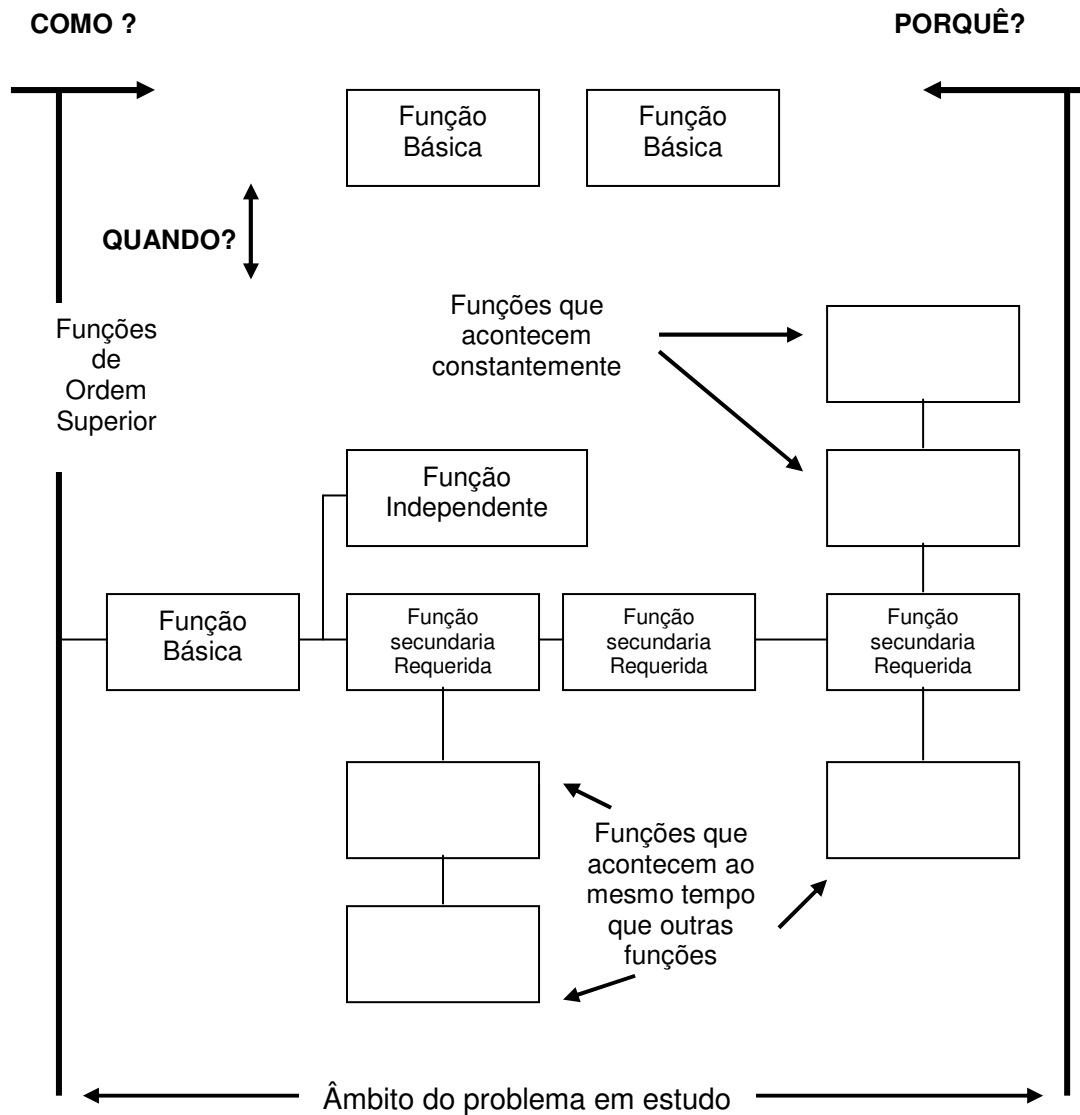 COMO ?
PORQUÊ?
Função
Básica
Função
Básica
QUANDO?
Funções
de
Ordem
Superior
Funções que
acontecem
constantemente
Função
Independente
Função
Básica
Função
secundaria
Requerida
Função
secundaria
Requerida
Função
secundaria
Requerida
Funções que
acontecem ao
mesmo tempo
que outras
funções
Âmbito do problema em estudo